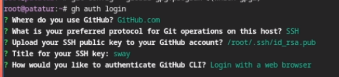 root@patatur:~# gh auth login
? Where do you use GitHub? GitHub.com
? What is your preferred protocol for Git operations on this host? SSH
? Upload your SSH public key to your GitHub account? /root/.ssh/id_rsa.pub
? Title for your SSH key: sway
? How would you like to authenticate GitHub CLI? Login with a web browser